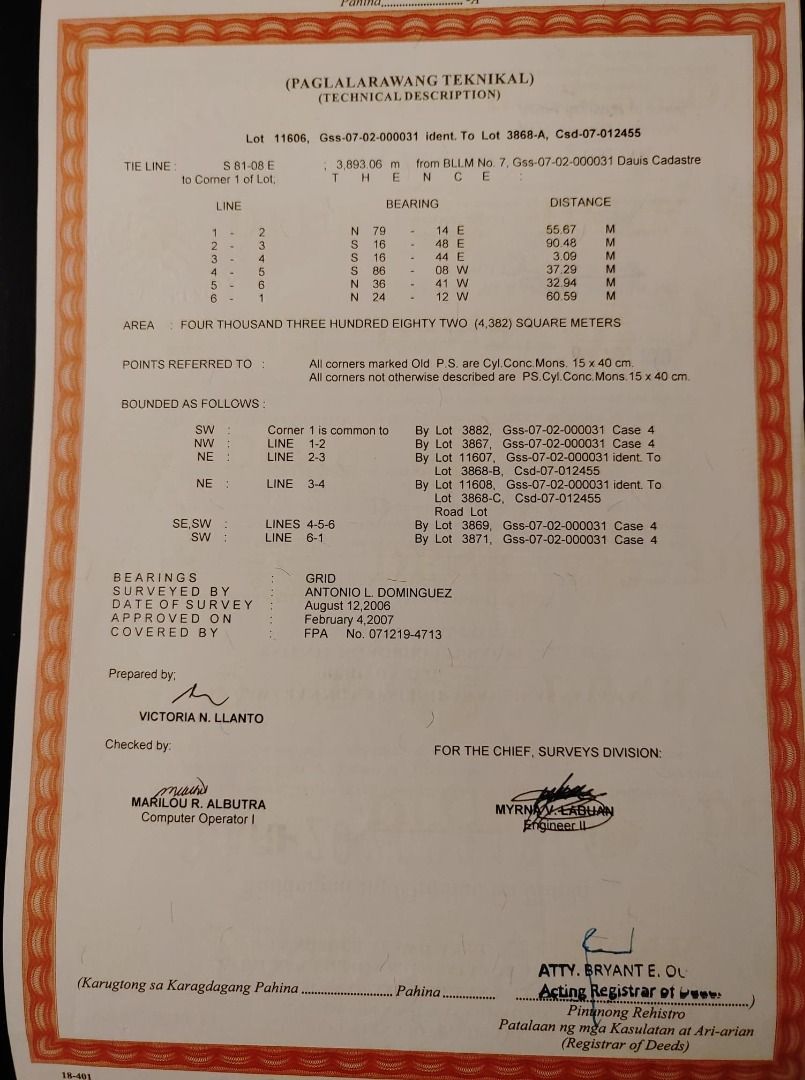 Pahina
(PAGLALARAWANG TEKNIKAL)
(TECHNICAL DESCRIPTION)
Lot 11606, Gss-07-02-000031 ident. To Lot 3868-A, Csd-07-012455
TIE LINE : S 81-08 E ; 3,893.06 m from BLLM No. 7, Gss-07-02-000031 Dauis Cadastre
to Corner 1 of Lot; T H E N C E :
LINE BEARING DISTANCE
1 - 2 N 79 - 14 E 55.67 M
2 - 3 S 16 - 48 E 90.48 M
3 - 4 S 16 - 44 E 3.09 M
4 - 5 S 86 - 08 W 37.29 M
5 - 6 N 36 - 41 W 32.94 M
6 - 1 N 24 - 12 W 60.59 M
AREA : FOUR THOUSAND THREE HUNDRED EIGHTY TWO (4,382) SQUARE METERS
POINTS REFERRED TO : All corners marked Old P.S. are Cyl.Conc.Mons. 15 x 40 cm.
All corners not otherwise described are PS.Cyl.Conc.Mons. 15 x 40 cm.
BOUNDED AS FOLLOWS :
SW : Corner 1 is common to By Lot 3882, Gss-07-02-000031 Case 4
NW : LINE 1-2 By Lot 3867, Gss-07-02-000031 Case 4
NE : LINE 2-3 By Lot 11607, Gss-07-02-000031 ident. To
Lot 3868-B, Csd-07-012455
NE : LINE 3-4 By Lot 11608, Gss-07-02-000031 ident. To
Lot 3868-C, Csd-07-012455
Road Lot
SE,SW : LINES 4-5-6 By Lot 3869, Gss-07-02-000031 Case 4
SW : LINE 6-1 By Lot 3871, Gss-07-02-000031 Case 4
BEARINGS : GRID
SURVEYED BY : ANTONIO L. DOMINGUEZ
DATE OF SURVEY : August 12,2006
APPROVED ON : February 4,2007
COVERED BY : FPA No. 071219-4713
Prepared by;
VICTORIA N. LLANTO
Checked by:
FOR THE CHIEF, SURVEYS DIVISION:
MARILOU R. ALBUTRA
Computer Operator I
MYRNA V. LABUAN
Engineer II
ATTY. BRYANT E.
Acting Registrar of
(Karugtong sa Karagdagang Pahina .......................... Pahina ...............
..................................................)
Pinunong Rehistro
Patalaan ng mga Kasulatan at Ari-arian
(Registrar of Deeds)
18-401